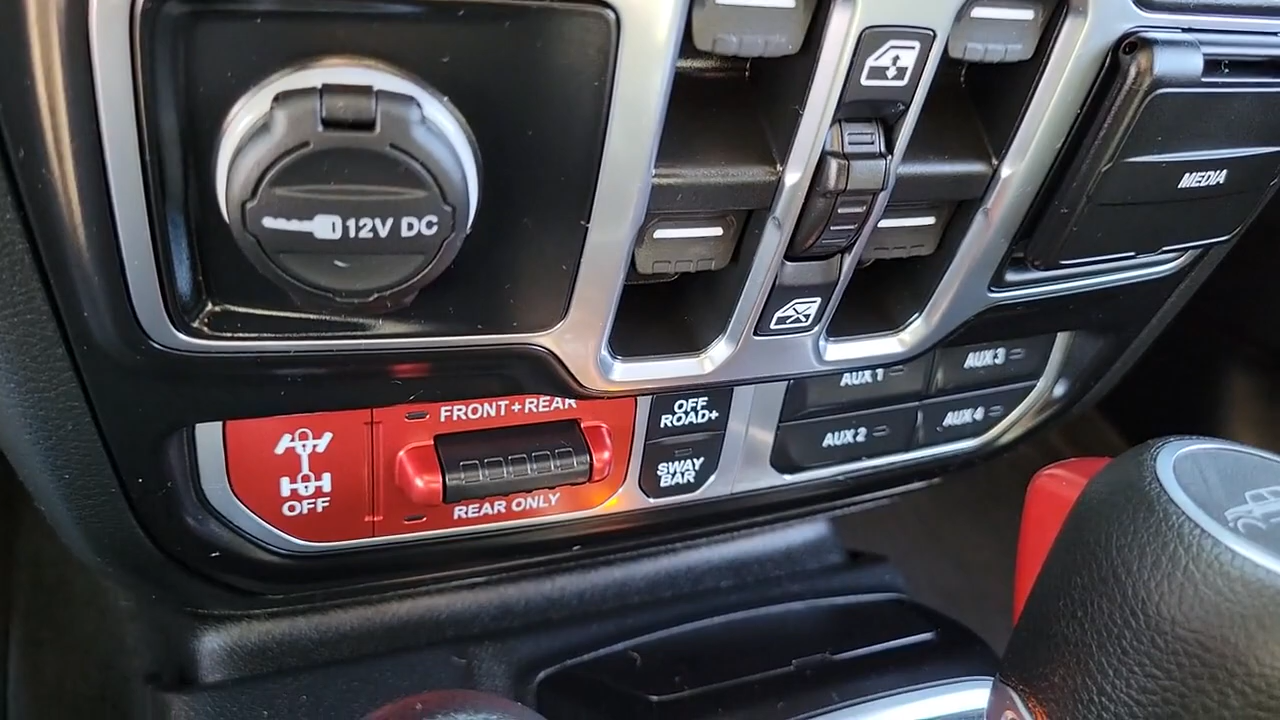 12V DC
MEDIA
FRONT+REAR
OFF
REAR ONLY
OFF
ROAD+
SWAY
BAR
AUX 1
AUX 3
AUX 2
AUX 4